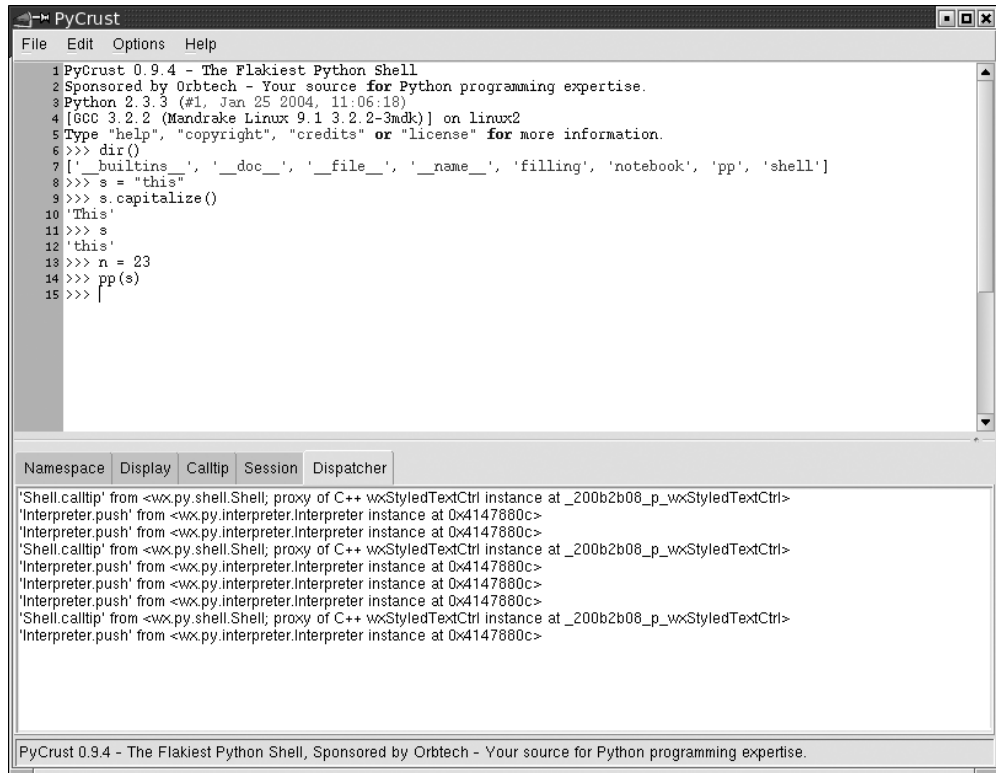 PyCrust
File Edit Options Help
1 PyCrust 0.9.4 - The Flakiest Python Shell
2 Sponsored by Orbtech - Your source for Python programming expertise.
3 Python 2.3.3 (#1, Jan 25 2004, 11:06:18)
4 [GCC 3.2.2 (Mandrake Linux 9.1 3.2.2-3mdk)] on linux2
5 Type "help", "copyright", "credits" or "license" for more information.
6 >>> dir()
7 ['__builtins__', '__doc__', '__file__', '__name__', 'filling', 'notebook', 'pp', 'shell']
8 >>> s = "this"
9 >>> s.capitalize()
10 'This'
11 >>> s
12 'this'
13 >>> n = 23
14 >>> pp(s)
15 >>>
Namespace Display Calltip Session Dispatcher
'Shell.calltip' from <wx.py.shell.Shell; proxy of C++ wxStyledTextCtrl instance at _200b2b08_p_wxStyledTextCtrl>
'Interpreter.push' from <wx.py.interpreter.Interpreter instance at 0x4147880c>
'Interpreter.push' from <wx.py.interpreter.Interpreter instance at 0x4147880c>
'Shell.calltip' from <wx.py.shell.Shell; proxy of C++ wxStyledTextCtrl instance at _200b2b08_p_wxStyledTextCtrl>
'Interpreter.push' from <wx.py.interpreter.Interpreter instance at 0x4147880c>
'Interpreter.push' from <wx.py.interpreter.Interpreter instance at 0x4147880c>
'Interpreter.push' from <wx.py.interpreter.Interpreter instance at 0x4147880c>
'Shell.calltip' from <wx.py.shell.Shell; proxy of C++ wxStyledTextCtrl instance at _200b2b08_p_wxStyledTextCtrl>
'Interpreter.push' from <wx.py.interpreter.Interpreter instance at 0x4147880c>
PyCrust 0.9.4 - The Flakiest Python Shell, Sponsored by Orbtech - Your source for Python programming expertise.